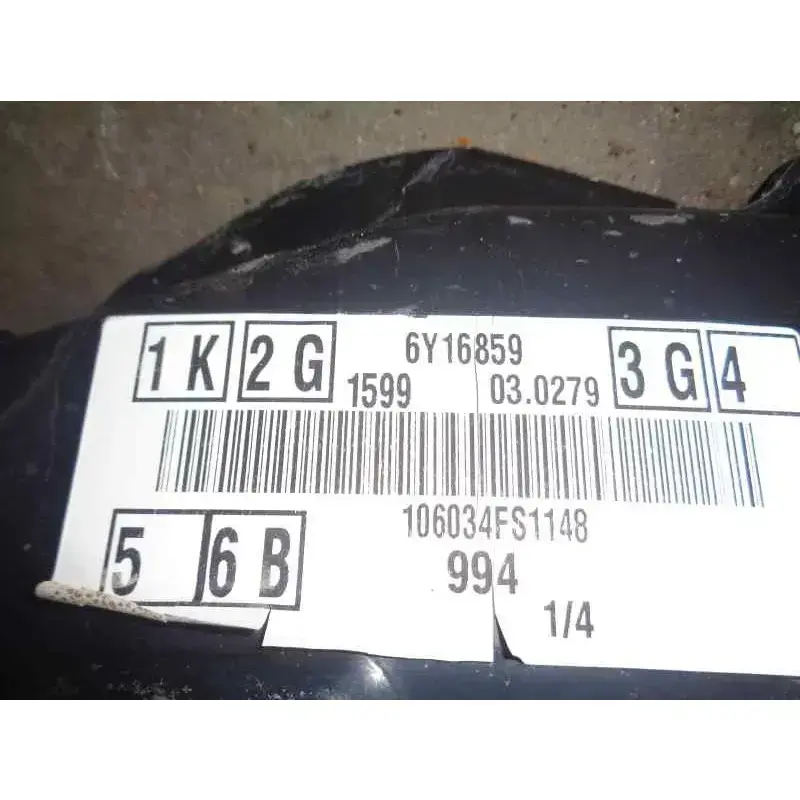 1 K 2 G 6Y16859 3 G 4
1599 03.0279
106034FS1148
5 6 B 994
1/4